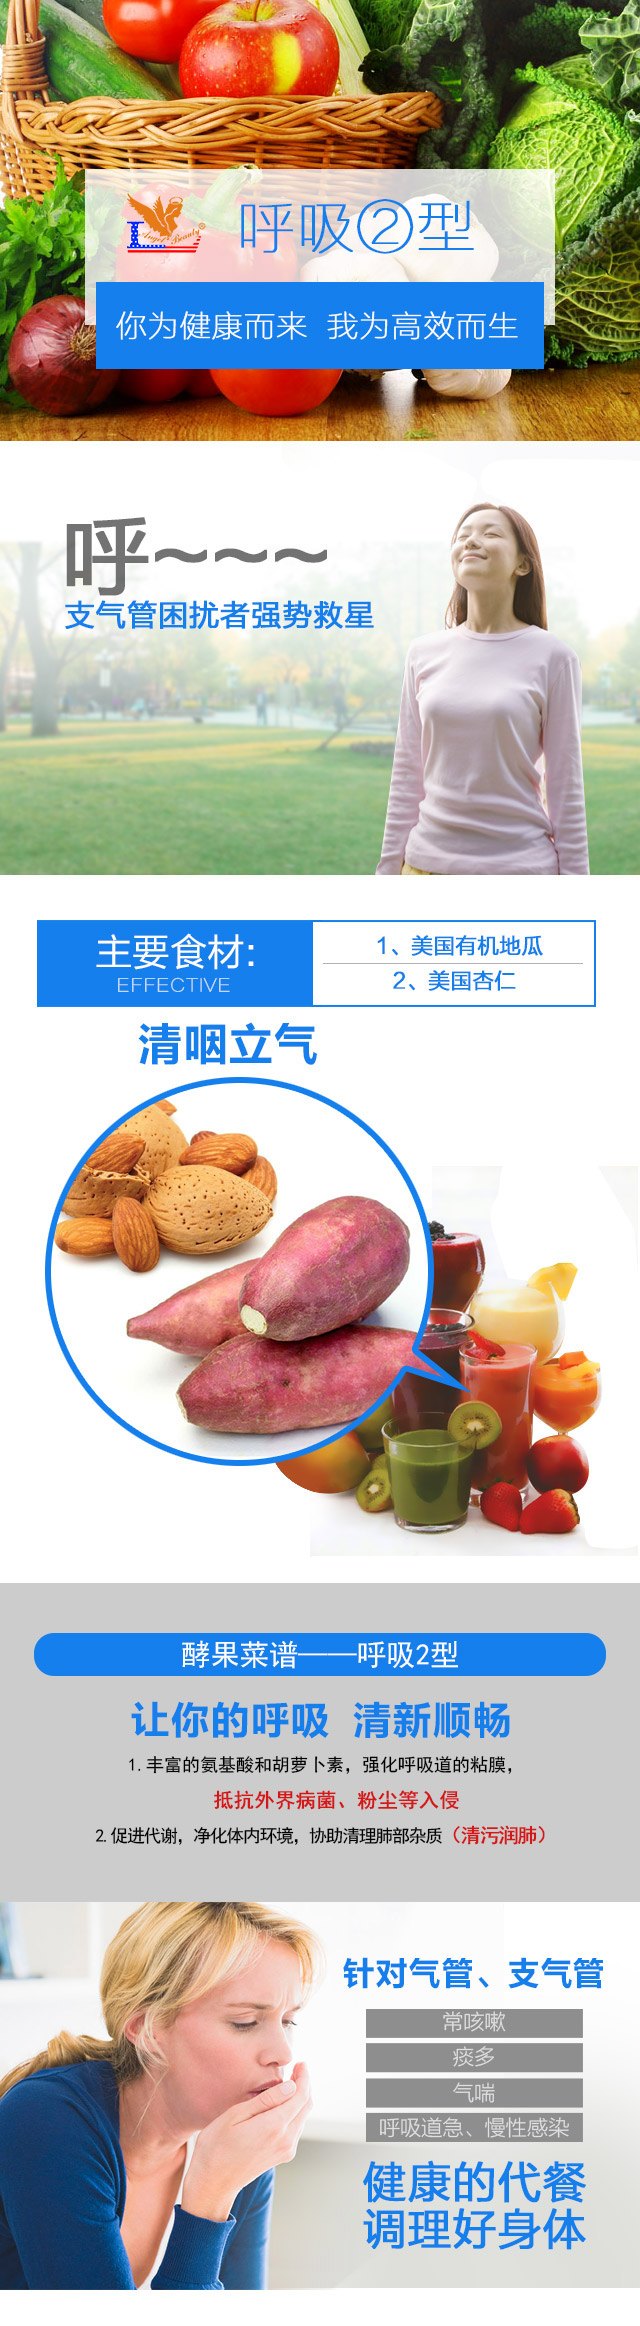 Angel's Beauty®
呼吸②型
你为健康而来 我为高效而生
呼~~~
支气管困扰者强势救星
主要食材:
EFFECTIVE
1、美国有机地瓜
2、美国杏仁
清咽立气
酵果菜谱——呼吸2型
让你的呼吸 清新顺畅
1.丰富的氨基酸和胡萝卜素，强化呼吸道的粘膜，
抵抗外界病菌、粉尘等入侵
2.促进代谢，净化体内环境，协助清理肺部杂质（清污润肺）
针对气管、支气管
常咳嗽
痰多
气喘
呼吸道急、慢性感染
健康的代餐
调理好身体